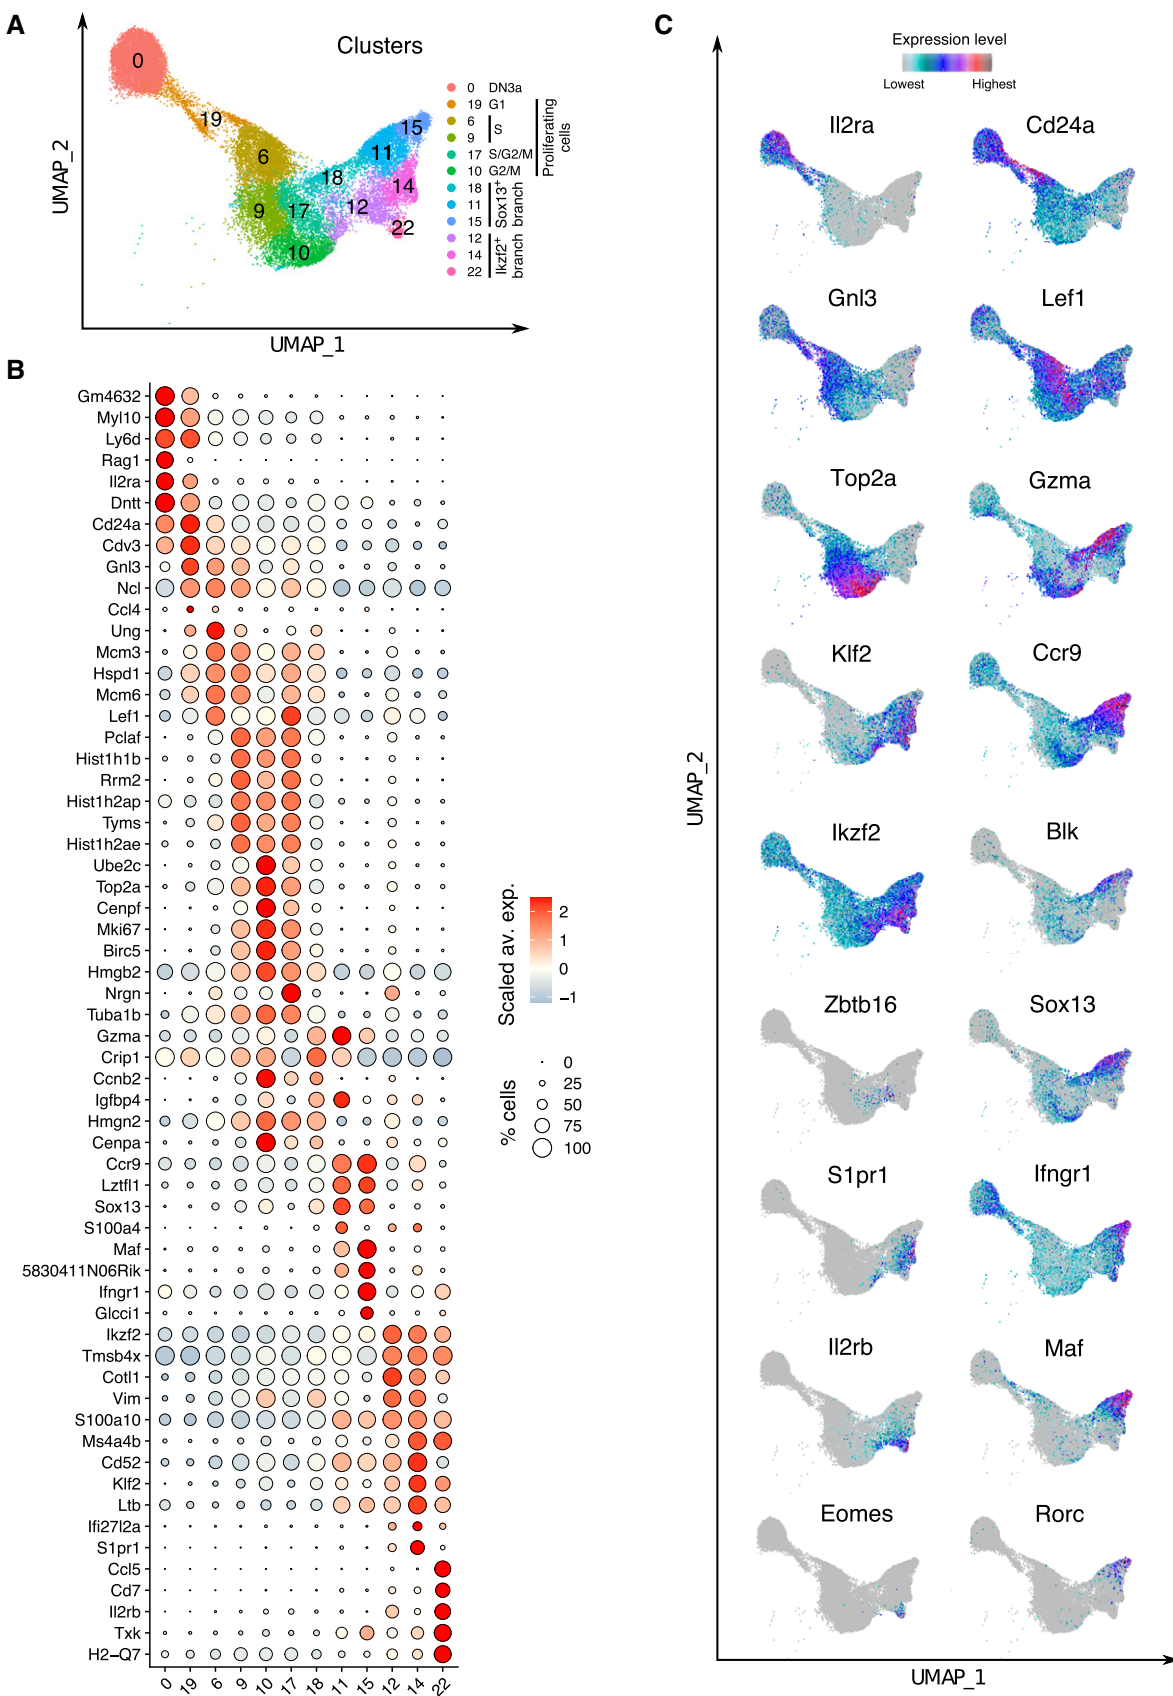 A
Clusters
0
19
6
9
17
10
18
12
11
15
14
22
0 DN3a
19 G1
6
9
S
17 S/G2/M
10 G2/M
18
11
15
12
14
22
Proliferating
cells
Sox13+
branch
Ikzf2+
branch
UMAP_2
UMAP_1
B
Gm4632
Myl10
Ly6d
Rag1
Il2ra
Dntt
Cd24a
Cdv3
Gnl3
Ncl
Ccl4
Ung
Mcm3
Hspd1
Mcm6
Lef1
Pclaf
Hist1h1b
Rrm2
Hist1h2ap
Tyms
Hist1h2ae
Ube2c
Top2a
Cenpf
Mki67
Birc5
Hmgb2
Nrgn
Tuba1b
Gzma
Crip1
Ccnb2
Igfbp4
Hmgn2
Cenpa
Ccr9
Lztfl1
Sox13
S100a4
Maf
5830411N06Rik
Ifngr1
Glcci1
Ikzf2
Tmsb4x
Cotl1
Vim
S100a10
Ms4a4b
Cd52
Klf2
Ltb
Ifi27l2a
S1pr1
Ccl5
Cd7
Il2rb
Txk
H2−Q7
0 19 6 9 10 17 18 11 15 12 14 22
Scaled av. exp.
2
1
0
−1
% cells
0
25
50
75
100
C
Expression level
Lowest Highest
Il2ra Cd24a
Gnl3 Lef1
Top2a Gzma
Klf2 Ccr9
Ikzf2 Blk
Zbtb16 Sox13
S1pr1 Ifngr1
Il2rb Maf
Eomes Rorc
UMAP_2
UMAP_1